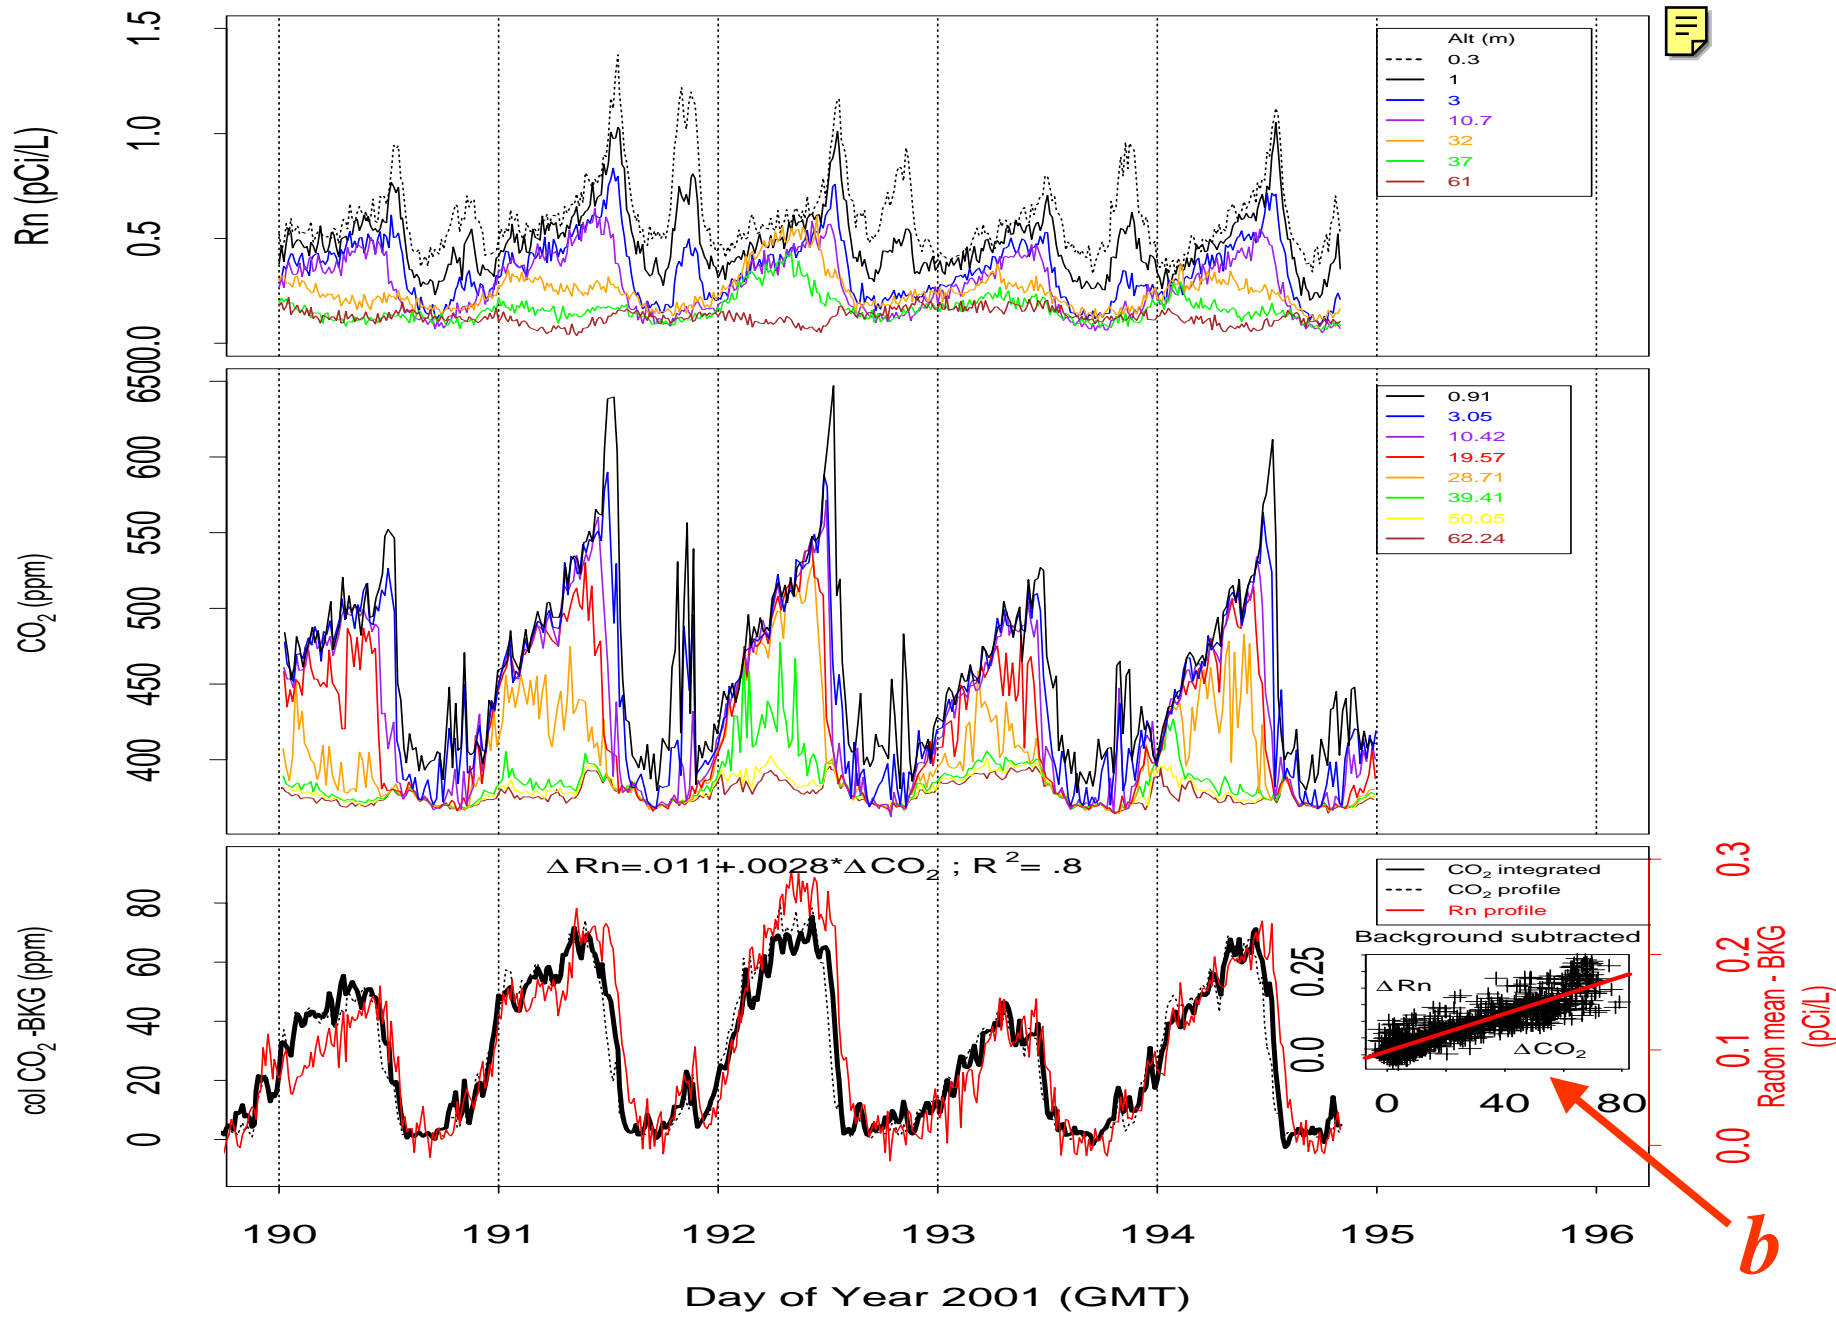 Rn (pCi/L)
0.0
0.5
1.0
1.5
Alt (m)
0.3
1
3
10.7
32
37
61
CO2 (ppm)
400
450
500
550
600
650
0.91
3.05
10.42
19.57
28.71
39.41
50.05
62.24
col CO2-BKG (ppm)
0
20
40
60
80
ΔRn=.011+.0028*ΔCO2 ; R2= .8
CO2 integrated
CO2 profile
Rn profile
Background subtracted
0.0
0.25
ΔRn
ΔCO2
0 40 80
0.0
0.1
0.2
0.3
Radon mean - BKG
(pCi/L)
b
190 191 192 193 194 195 196
Day of Year 2001 (GMT)